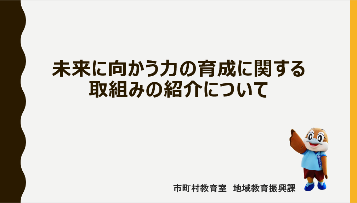 未来に向かう力の育成に関する
取組みの紹介について
市町村教育室 地域教育振興課